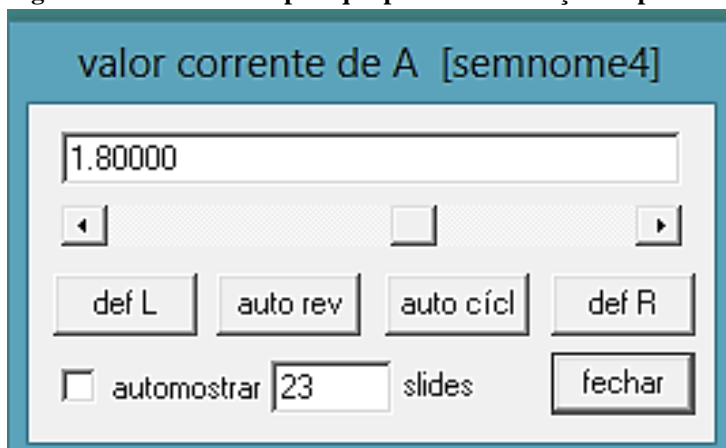 valor corrente de A [semnome4]
1.80000
def L auto rev auto cícl def R
automostrar 23 slides fechar